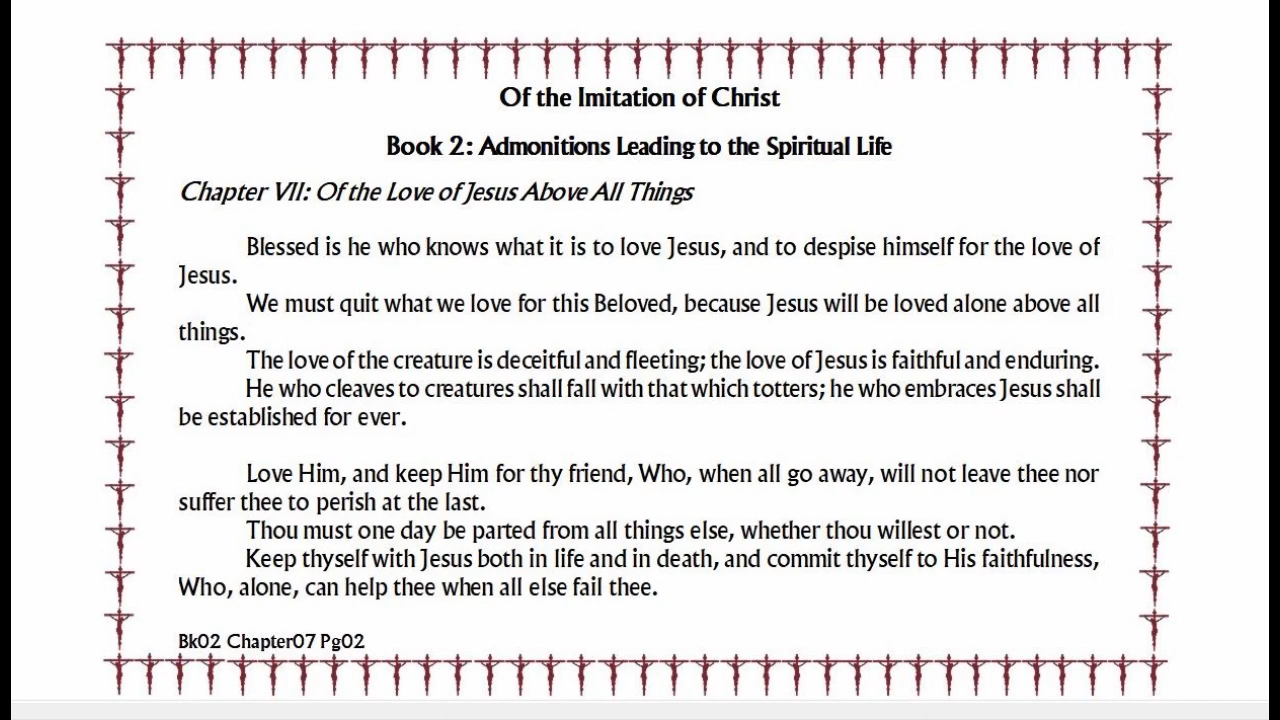 Of the Imitation of Christ
Book 2: Admonitions Leading to the Spiritual Life
Chapter VII: Of the Love of Jesus Above All Things
Blessed is he who knows what it is to love Jesus, and to despise himself for the love of
Jesus.
We must quit what we love for this Beloved, because Jesus will be loved alone above all
things.
The love of the creature is deceitful and fleeting; the love of Jesus is faithful and enduring.
He who cleaves to creatures shall fall with that which totters; he who embraces Jesus shall
be established for ever.
Love Him, and keep Him for thy friend, Who, when all go away, will not leave thee nor
suffer thee to perish at the last.
Thou must one day be parted from all things else, whether thou willest or not.
Keep thyself with Jesus both in life and in death, and commit thyself to His faithfulness,
Who, alone, can help thee when all else fail thee.
Bk02 Chapter07 Pg02